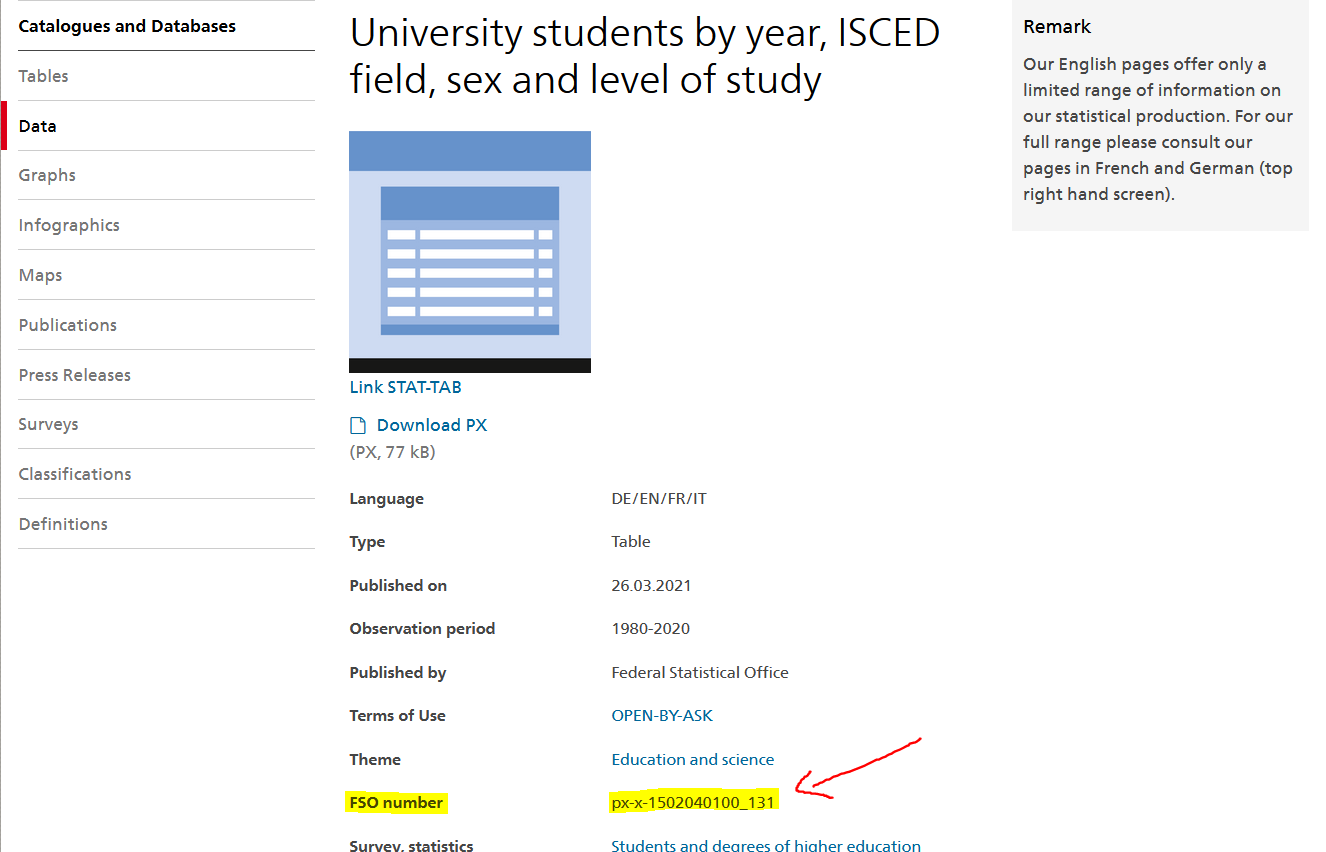 Catalogues and Databases
Tables
Data
Graphs
Infographics
Maps
Publications
Press Releases
Surveys
Classifications
Definitions
University students by year, ISCED
field, sex and level of study
Link STAT-TAB
Download PX
(PX, 77 kB)
Language DE/EN/FR/IT
Type Table
Published on 26.03.2021
Observation period 1980-2020
Published by Federal Statistical Office
Terms of Use OPEN-BY-ASK
Theme Education and science
FSO number px-x-1502040100_131
Survey, statistics Students and degrees of higher education
Remark
Our English pages offer only a
limited range of information on
our statistical production. For our
full range please consult our
pages in French and German (top
right hand screen).